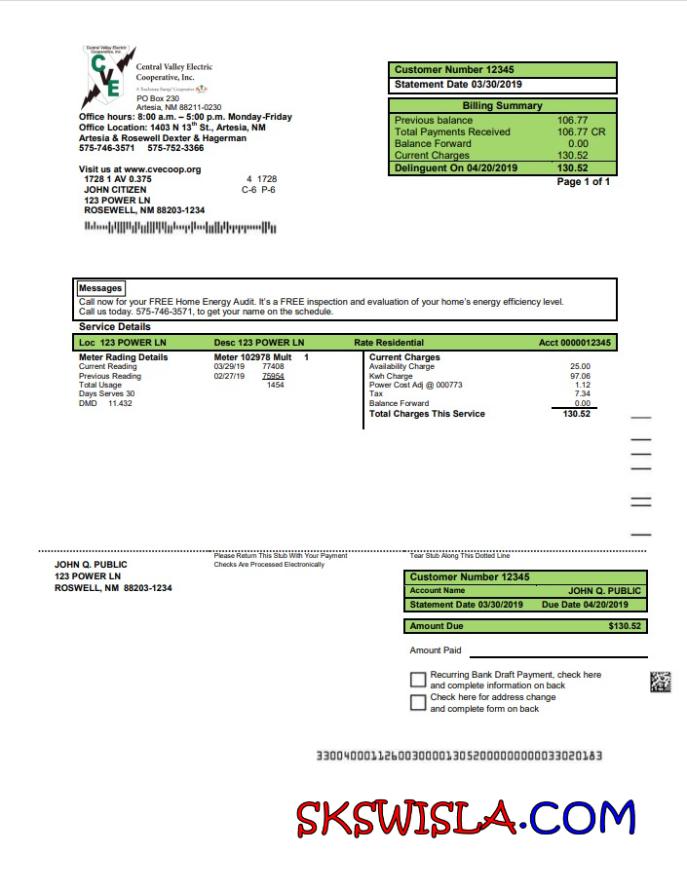 Central Valley Electric
Cooperative, Inc.
CVE
Central Valley Electric
Cooperative, Inc.
PO Box 230
Artesia, NM 88211-0230
Office hours: 8:00 a.m. – 5:00 p.m. Monday-Friday
Office Location: 1403 N 13th St., Artesia, NM
Artesia & Rosewell Dexter & Hagerman
575-746-3571 575-752-3366
Customer Number 12345
Statement Date 03/30/2019
Billing Summary
Previous balance 106.77
Total Payments Received 106.77 CR
Balance Forward 0.00
Current Charges 130.52
Delinguent On 04/20/2019 130.52
Page 1 of 1
Visit us at www.cvecoop.org
1728 1 AV 0.375 4 1728
JOHN CITIZEN C-6 P-6
123 POWER LN
ROSEWELL, NM 88203-1234
Messages
Call now for your FREE Home Energy Audit. It's a FREE inspection and evaluation of your home's energy efficiency level.
Call us today. 575-746-3571, to get your name on the schedule.
Service Details
Loc 123 POWER LN Desc 123 POWER LN Rate Residential Acct 0000012345
Meter Rading Details Meter 102978 Mult 1
Current Reading 03/29/19 77408
Previous Reading 02/27/19 75954
Total Usage 1454
Days Serves 30
DMD 11.432
Current Charges
Availability Charge 25.00
Kwh Charge 97.06
Power Cost Adj @ 000773 1.12
Tax 7.34
Balance Forward 0.00
Total Charges This Service 130.52
Please Return This Stub With Your Payment Tear Stub Along This Dotted Line
Checks Are Processed Electronically
JOHN Q. PUBLIC
123 POWER LN
ROSWELL, NM 88203-1234
Customer Number 12345
Account Name JOHN Q. PUBLIC
Statement Date 03/30/2019 Due Date 04/20/2019
Amount Due $130.52
Amount Paid
Recurring Bank Draft Payment, check here
and complete information on back
Check here for address change
and complete form on back
330040001126003000013052000000000033020183
SKSWISLA.COM